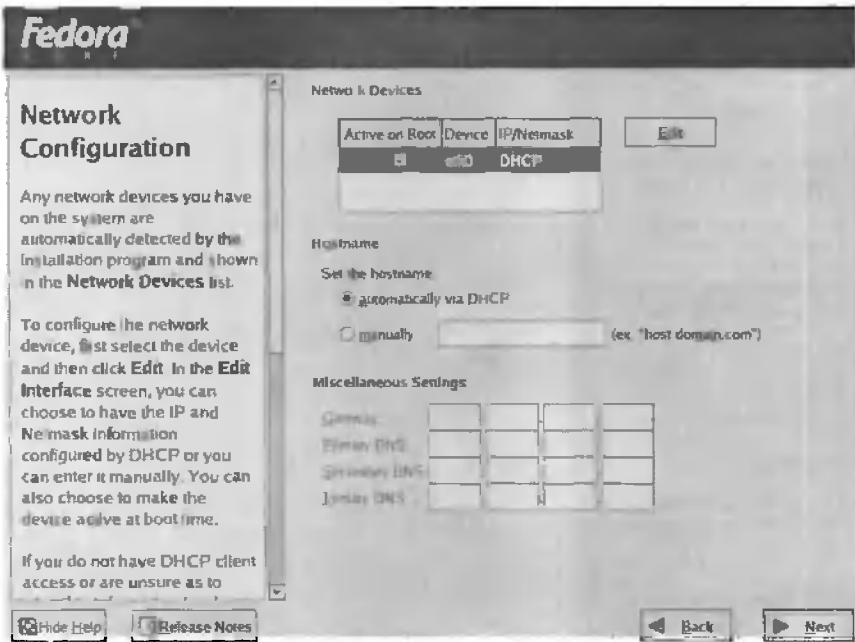 Fedora
CORE
Network
Configuration
Any network devices you have
on the system are
automatically detected by the
installation program and shown
in the Network Devices list.
To configure the network
device, first select the device
and then click Edit. In the Edit
Interface screen, you can
choose to have the IP and
Netmask information
configured by DHCP or you
can enter it manually. You can
also choose to make the
device active at boot time.
If you do not have DHCP client
access or are unsure as to
Hide Help
Release Notes
Network Devices
Active on Boot Device IP/Netmask
eth0 DHCP
Edit
Hostname
Set the hostname
automatically via DHCP
manually (ex. "host.domain.com")
Miscellaneous Settings
Gateway
Primary DNS
Secondary DNS
Tertiary DNS
Back
Next